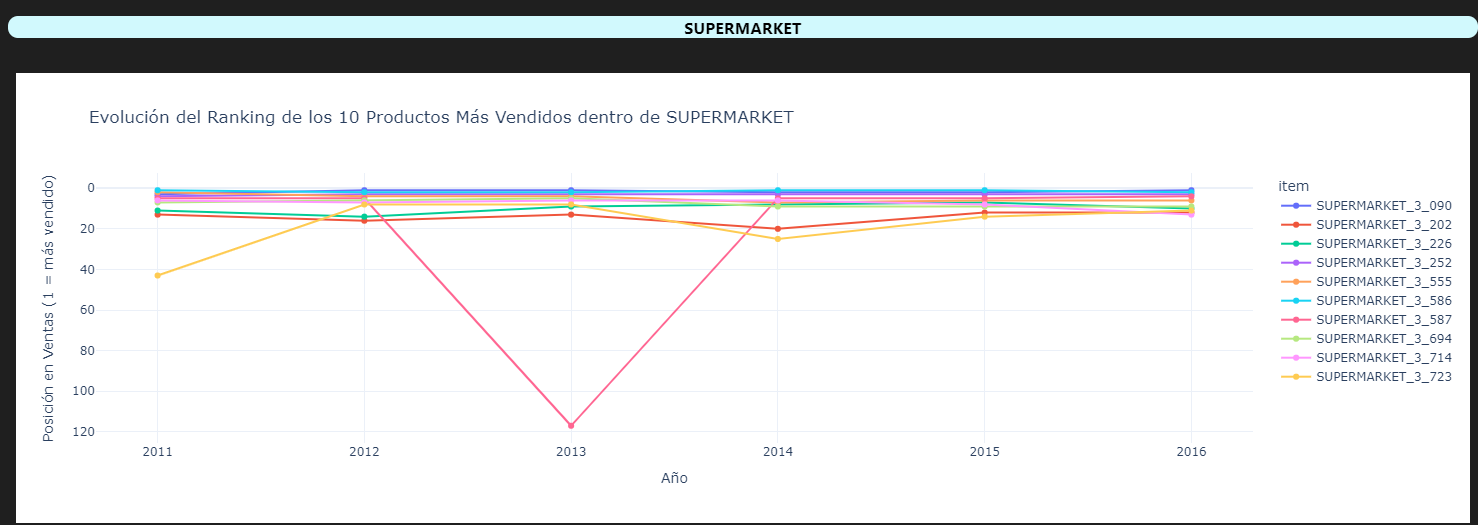 SUPERMARKET
Evolución del Ranking de los 10 Productos Más Vendidos dentro de SUPERMARKET
Posición en Ventas (1 = más vendido)
0
20
40
60
80
100
120
2011 2012 2013 2014 2015 2016
Año
item
SUPERMARKET_3_090
SUPERMARKET_3_202
SUPERMARKET_3_226
SUPERMARKET_3_252
SUPERMARKET_3_555
SUPERMARKET_3_586
SUPERMARKET_3_587
SUPERMARKET_3_694
SUPERMARKET_3_714
SUPERMARKET_3_723